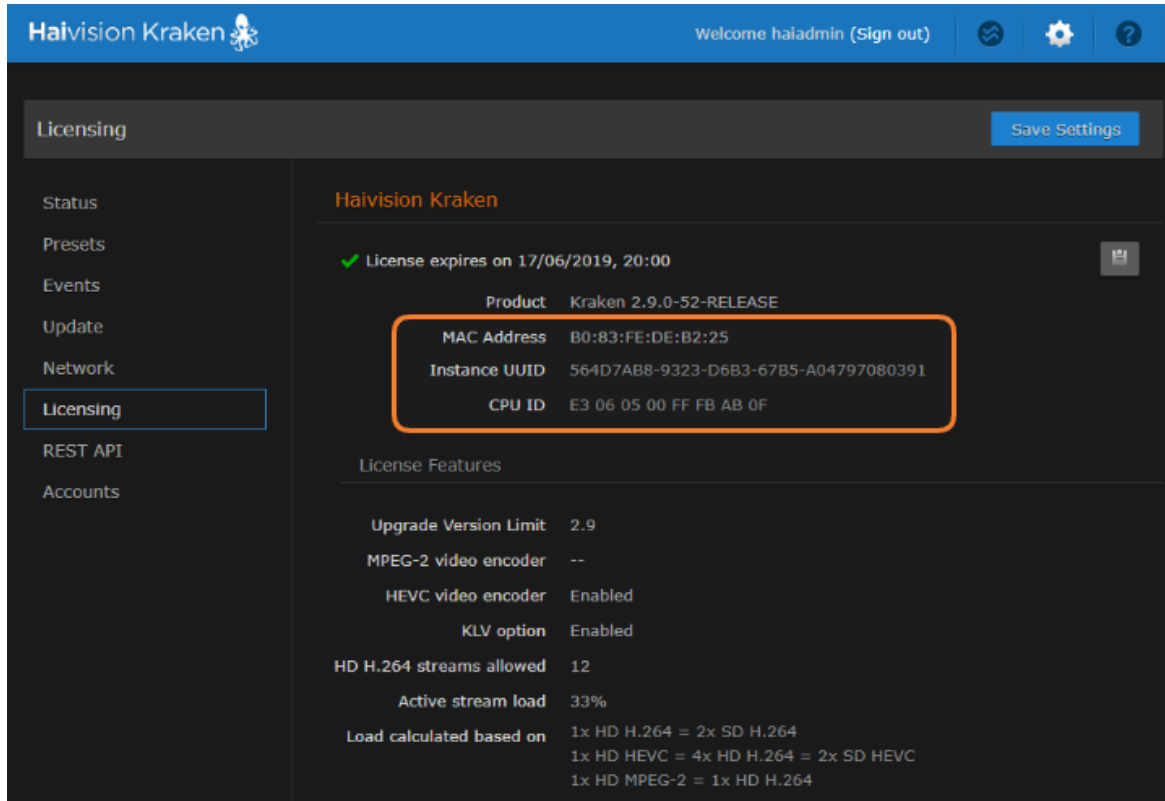 Haivision Kraken
Welcome haiadmin (Sign out)
?
Licensing
Save Settings
Status
Presets
Events
Update
Network
Licensing
REST API
Accounts
Haivision Kraken
License expires on 17/06/2019, 20:00
Product Kraken 2.9.0-52-RELEASE
MAC Address B0:83:FE:DE:B2:25
Instance UUID 564D7AB8-9323-D6B3-67B5-A04797080391
CPU ID E3 06 05 00 FF FB AB 0F
License Features
Upgrade Version Limit 2.9
MPEG-2 video encoder --
HEVC video encoder Enabled
KLV option Enabled
HD H.264 streams allowed 12
Active stream load 33%
Load calculated based on 1x HD H.264 = 2x SD H.264
1x HD HEVC = 4x HD H.264 = 2x SD HEVC
1x HD MPEG-2 = 1x HD H.264